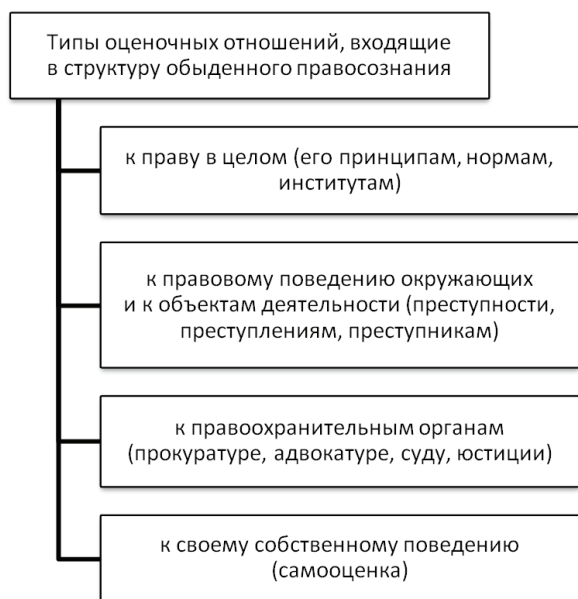 Типы оценочных отношений, входящие
в структуру обыденного правосознания
к праву в целом (его принципам, нормам,
институтам)
к правовому поведению окружающих
и к объектам деятельности (преступности,
преступлениям, преступникам)
к правоохранительным органам
(прокуратуре, адвокатуре, суду, юстиции)
к своему собственному поведению
(самооценка)